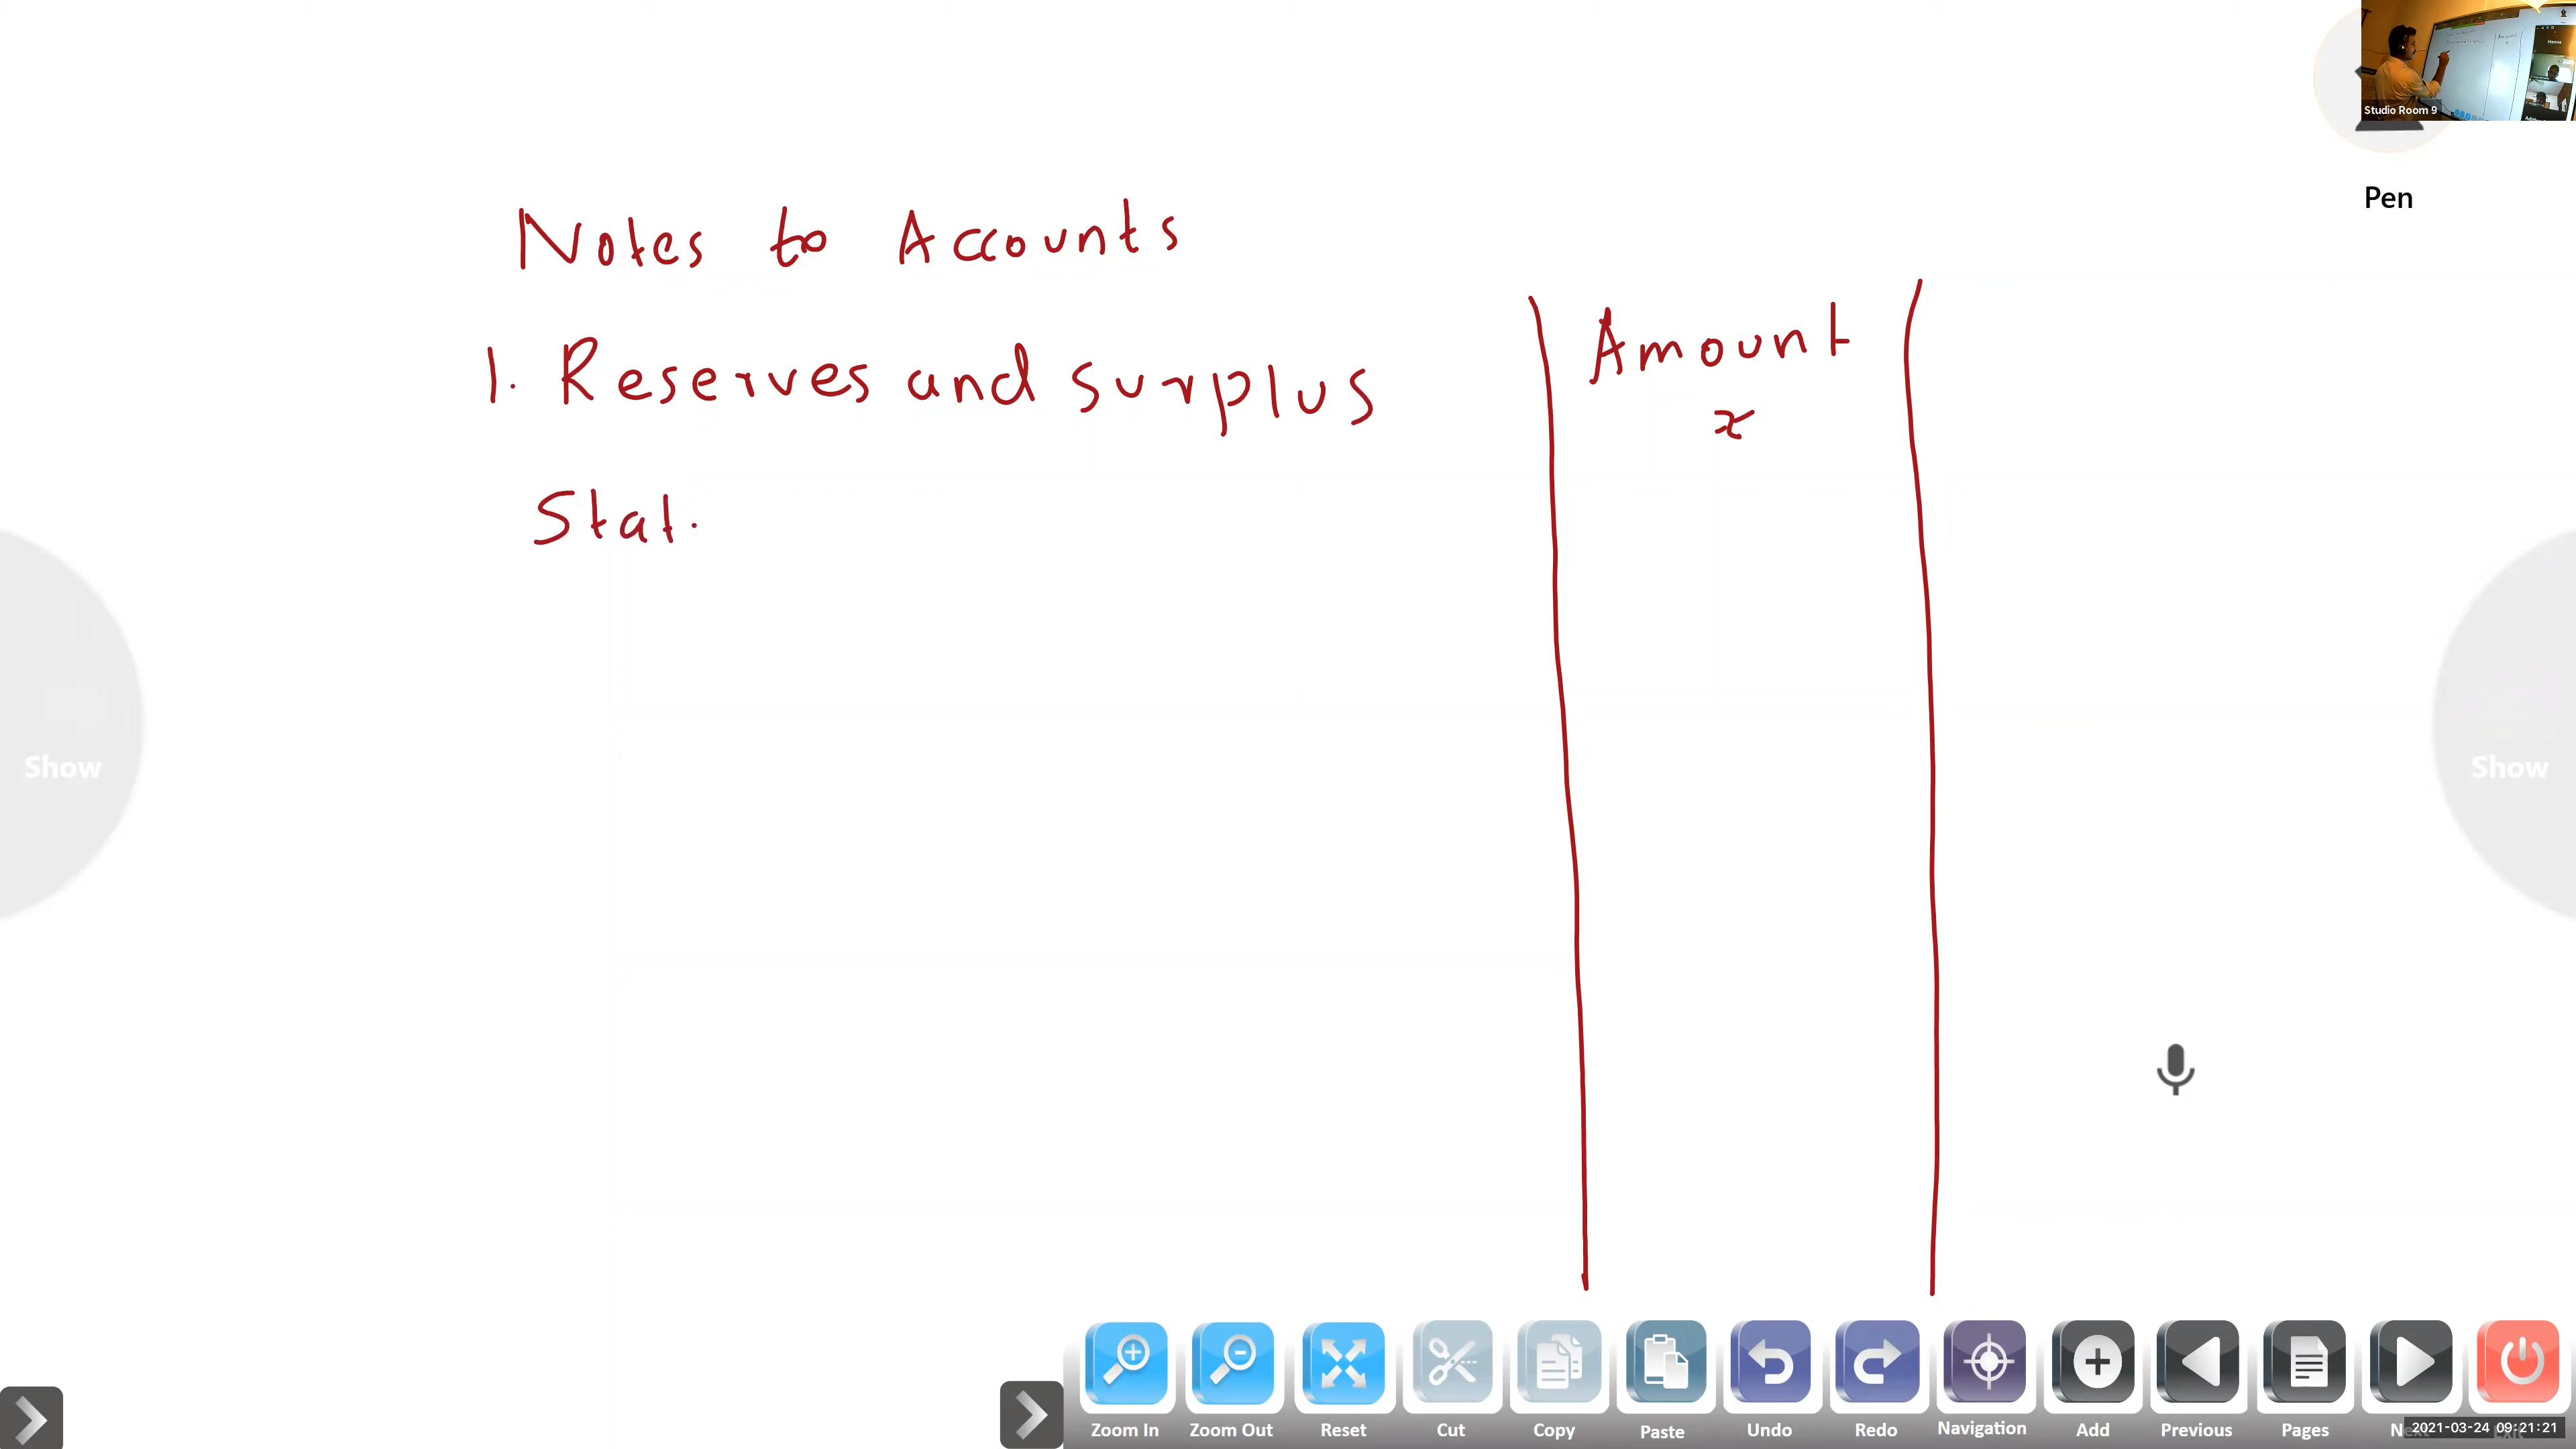 Studio Room 9
Pen
Notes to Accounts
1. Reserves and surplus
Amount
Stat.
Show
Show
Zoom In Zoom Out Reset Cut Copy Paste Undo Redo Navigation Add Previous Pages
2021-03-24 09:21:21